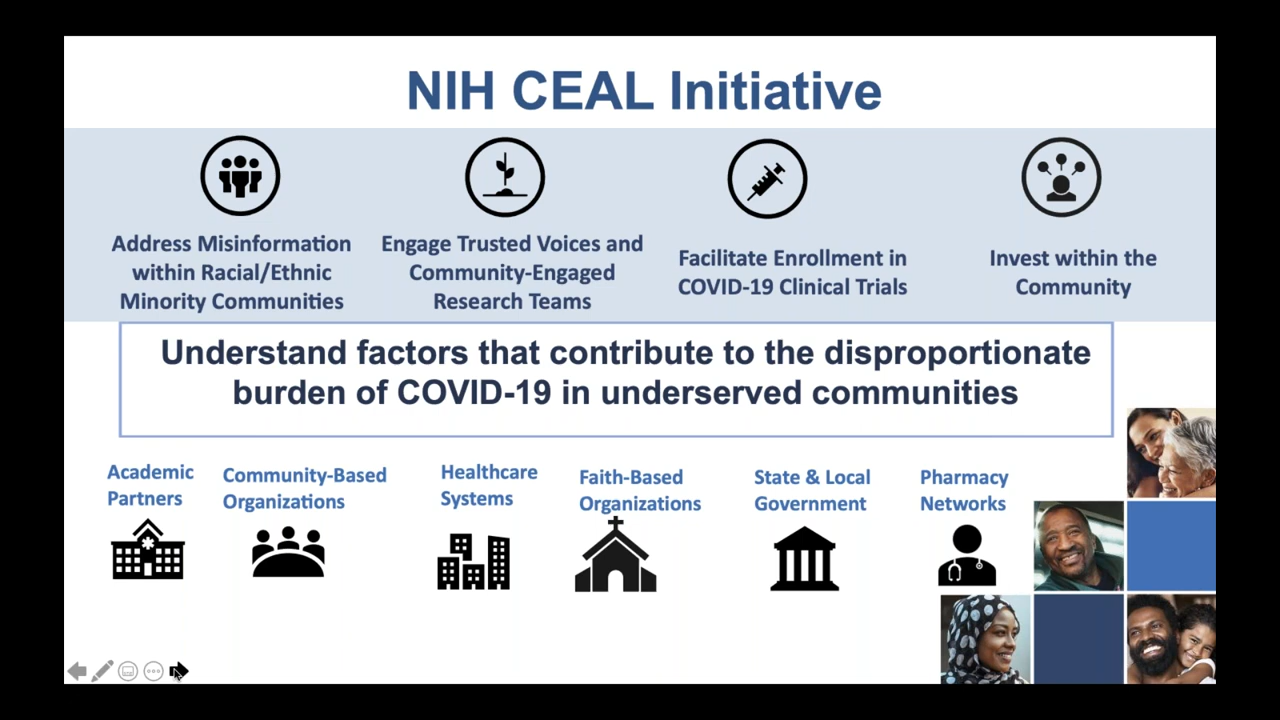 NIH CEAL Initiative
Address Misinformation
within Racial/Ethnic
Minority Communities
Engage Trusted Voices and
Community-Engaged
Research Teams
Facilitate Enrollment in
COVID-19 Clinical Trials
Invest within the
Community
Understand factors that contribute to the disproportionate
burden of COVID-19 in underserved communities
Academic
Partners
Community-Based
Organizations
Healthcare
Systems
Faith-Based
Organizations
State & Local
Government
Pharmacy
Networks